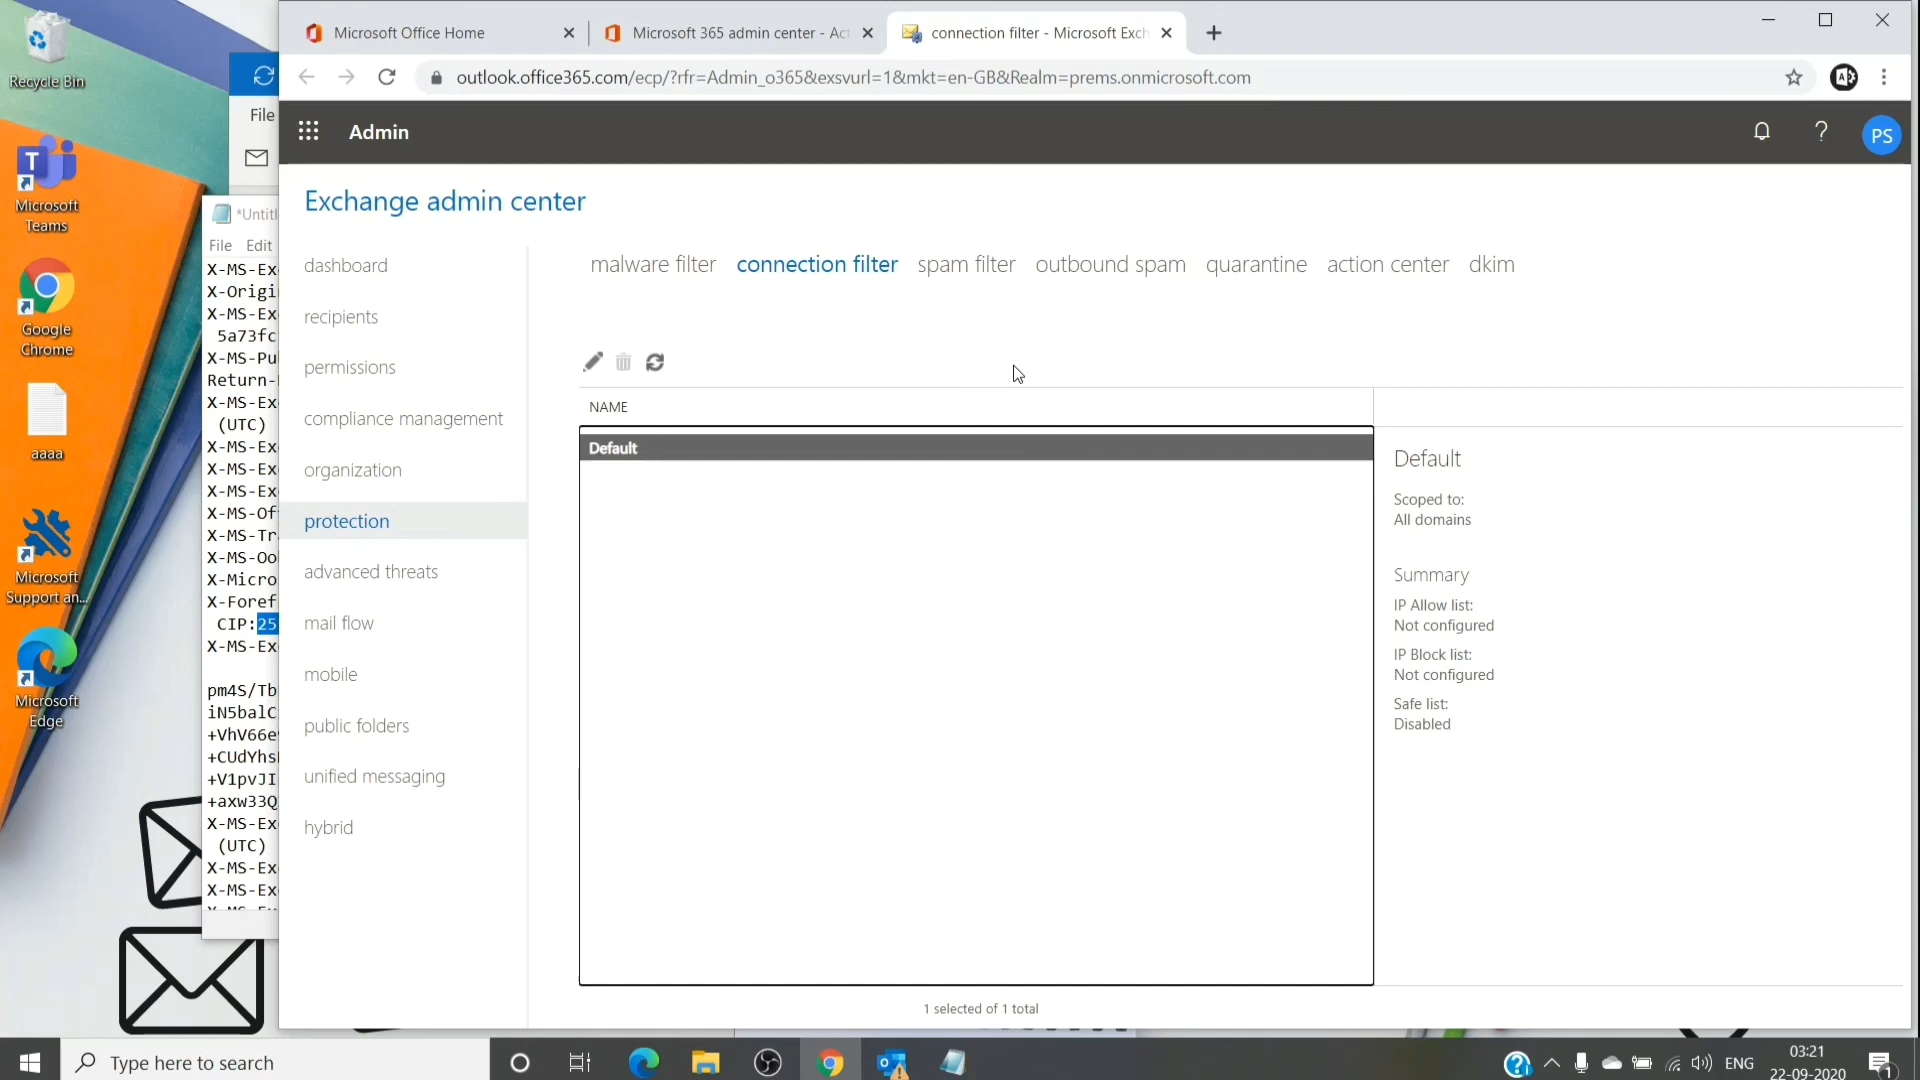 Recycle Bin
Microsoft Teams
Google Chrome
aaaa
Microsoft Support an...
Microsoft Edge
File
*Untitl
File Edit
X-MS-Ex
X-Origi
X-MS-Ex
5a73fc
X-MS-Pu
Return-
X-MS-Ex
(UTC)
X-MS-Ex
X-MS-Ex
X-MS-Ex
X-MS-Of
X-MS-Tr
X-MS-Oo
X-Micro
X-Foref
CIP:25
X-MS-Ex
pm4S/Tb
iN5balC
+VhV66e
+CUdYhs
+V1pvJI
+axw33Q
X-MS-Ex
(UTC)
X-MS-Ex
X-MS-Ex
Microsoft Office Home
Microsoft 365 admin center - Act
connection filter - Microsoft Exch
outlook.office365.com/ecp/?rfr=Admin_o365&exsvurl=1&mkt=en-GB&Realm=prems.onmicrosoft.com
Admin
PS
Exchange admin center
dashboard
recipients
permissions
compliance management
organization
protection
advanced threats
mail flow
mobile
public folders
unified messaging
hybrid
malware filter connection filter spam filter outbound spam quarantine action center dkim
NAME
Default
1 selected of 1 total
Default
Scoped to:
All domains
Summary
IP Allow list:
Not configured
IP Block list:
Not configured
Safe list:
Disabled
Type here to search
ENG
03:21
22-09-2020
1